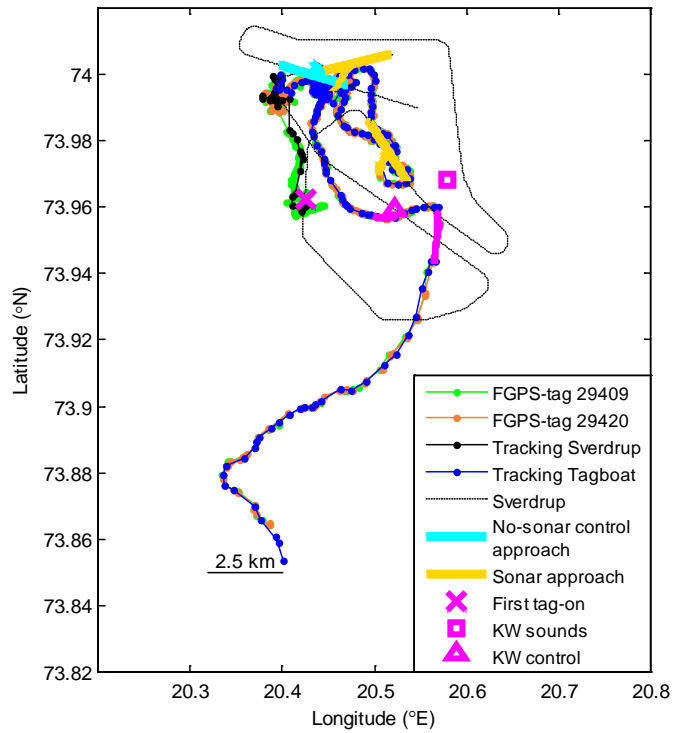 74
73.98
73.96
73.94
73.92
73.9
73.88
73.86
73.84
73.82
Latitude (°N)
2.5 km
FGPS-tag 29409
FGPS-tag 29420
Tracking Sverdrup
Tracking Tagboat
Sverdrup
No-sonar control
approach
Sonar approach
First tag-on
KW sounds
KW control
20.3
20.4
20.5
20.6
20.7
20.8
Longitude (°E)